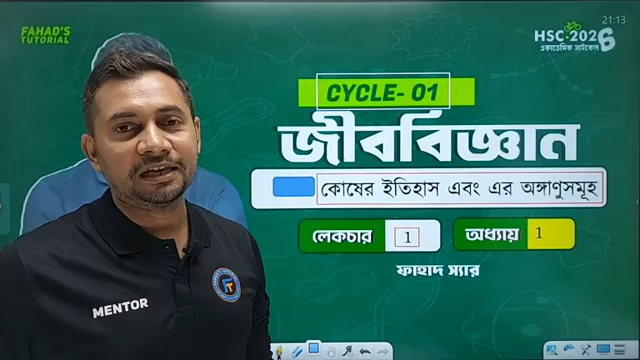 FAHAD'S
TUTORIAL
21:13
HSC 2026
একাডেমিক সাইকেল
CYCLE- 01
জীববিজ্ঞান
কোষের ইতিহাস এবং এর অঙ্গাণুসমূহ
লেকচার 1 অধ্যায় 1
ফাহাদ স্যার
MENTOR